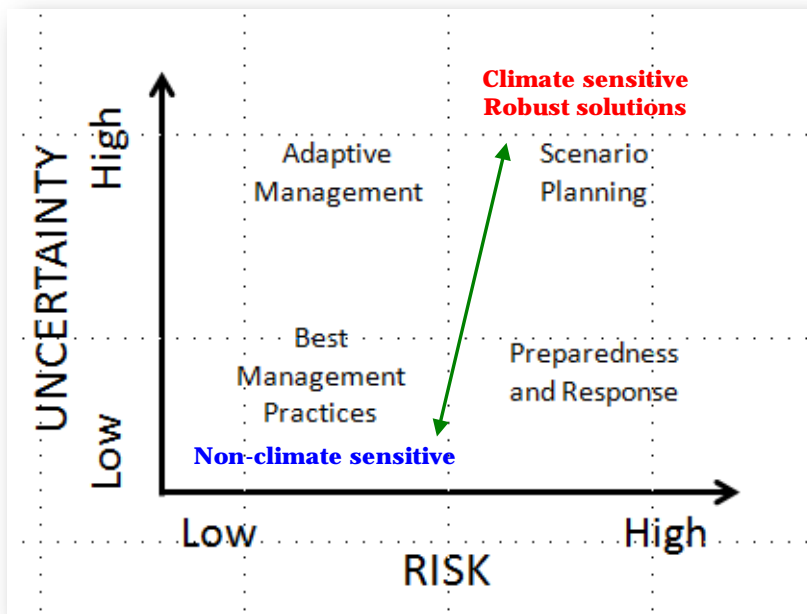 Climate sensitive
Robust solutions
High
Adaptive
Management
Scenario
Planning
UNCERTAINTY
Best
Management
Practices
Preparedness
and Response
Low
Non-climate sensitive
Low
High
RISK